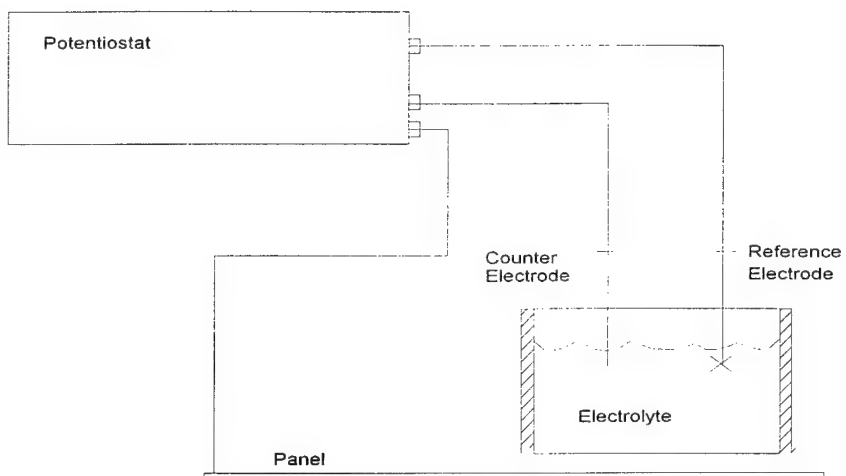 Potentiostat
Counter
Electrode
Reference
Electrode
Electrolyte
Panel